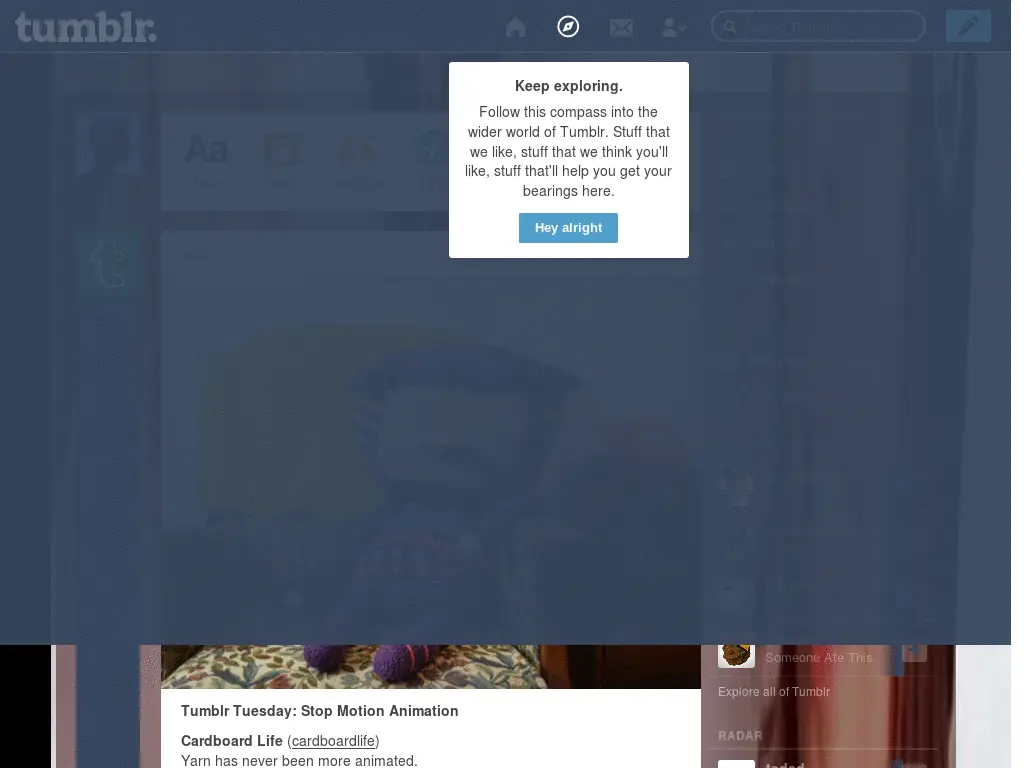 tumblr.
Keep exploring.
Follow this compass into the
wider world of Tumblr. Stuff that
we like, stuff that we think you'll
like, stuff that'll help you get your
bearings here.
Hey alright
Aa
Someone Ate This
Explore all of Tumblr
Tumblr Tuesday: Stop Motion Animation
RADAR
Cardboard Life (cardboardlife)
Yarn has never been more animated.